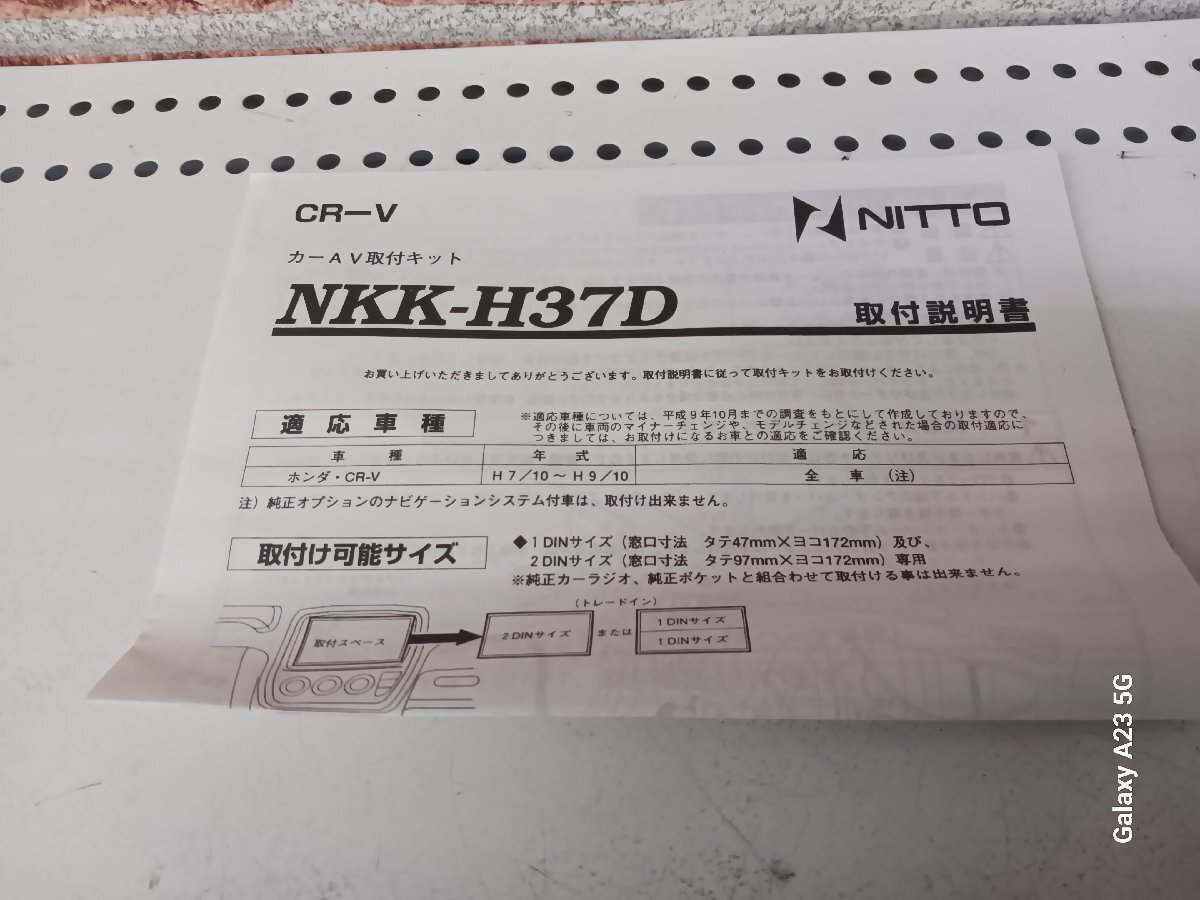 CR－V
NITTO
カーＡＶ取付キット
NKK-H37D
取付説明書
お買い上げいただきましてありがとうございます。取付説明書に従って取付キットをお取付けください。
適応車種
※適応車種については、平成９年10月までの調査をもとにして作成しておりますので、
その後に車両のマイナーチェンジや、モデルチェンジなどされた場合の取付適応に
つきましては、お取付けになるお車との適応をご確認ください。
車　種　年　式　適　応
ホンダ・CR-V　Ｈ７／10～Ｈ９／10　全　車　（注）
注）純正オプションのナビゲーションシステム付車は、取付け出来ません。
取付け可能サイズ
◆１DINサイズ（窓口寸法　タテ47mm×ヨコ172mm）及び、
２DINサイズ（窓口寸法　タテ97mm×ヨコ172mm）専用
※純正カーラジオ、純正ポケットと組合わせて取付ける事は出来ません。
（トレードイン）
取付スペース
２DINサイズ
または
１DINサイズ
１DINサイズ
Galaxy A23 5G